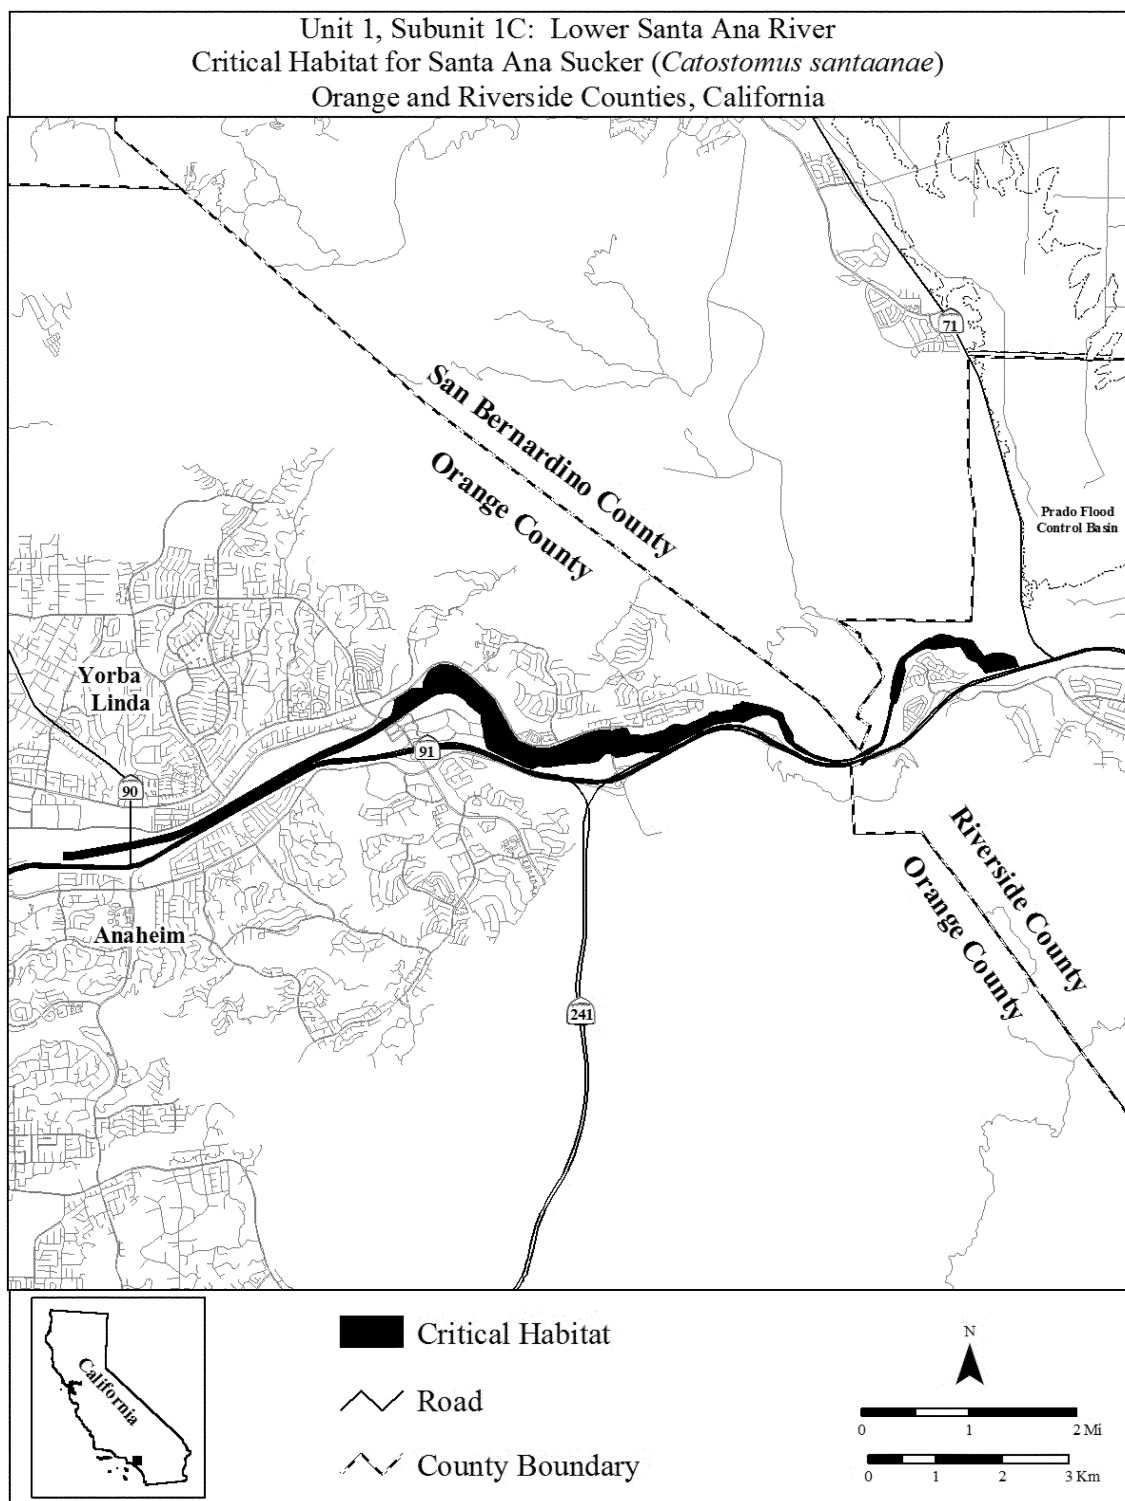 Unit 1, Subunit 1C: Lower Santa Ana River
Critical Habitat for Santa Ana Sucker (Catostomus santaanae)
Orange and Riverside Counties, California
71
San Bernardino County
Orange County
Prado Flood
Control Basin
Yorba
Linda
91
90
Riverside County
Orange County
Anaheim
241
California
Critical Habitat
Road
County Boundary
N
0 1 2 Mi
0 1 2 3 Km